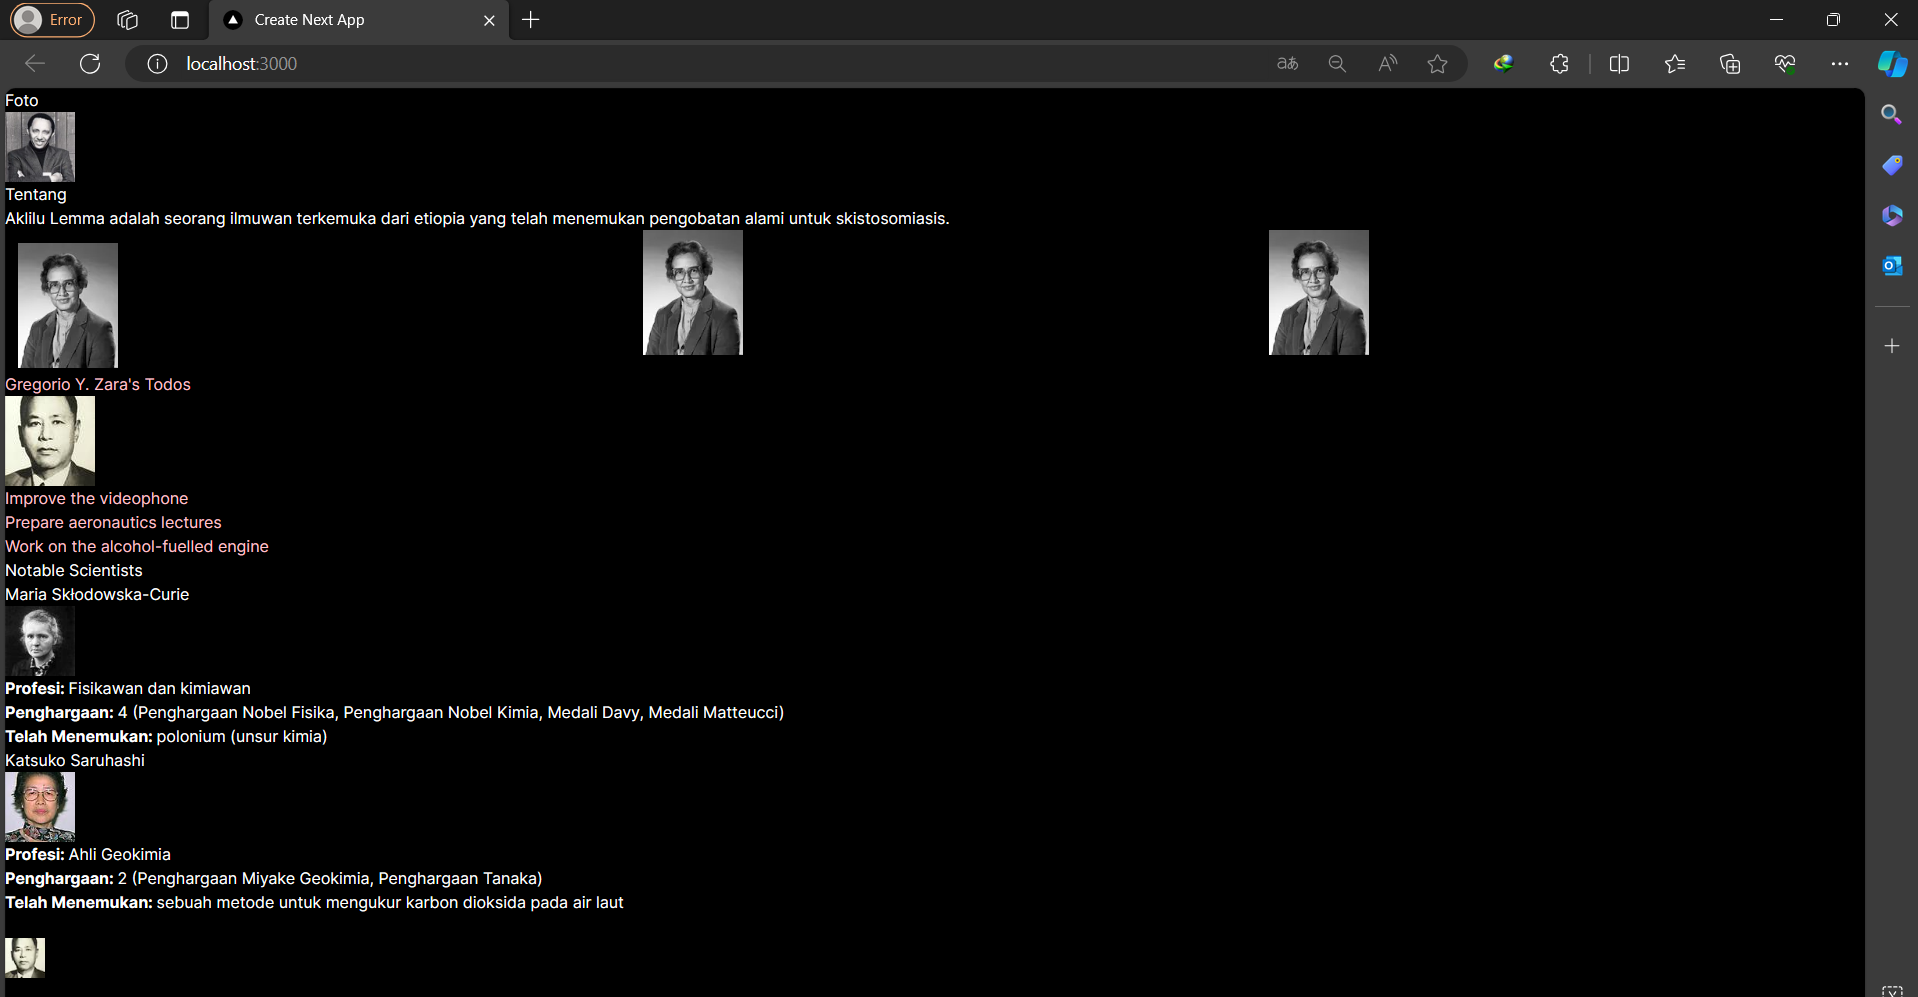 Error
Create Next App
localhost:3000
aあ
A
Foto
Tentang
Aklilu Lemma adalah seorang ilmuwan terkemuka dari etiopia yang telah menemukan pengobatan alami untuk skistosomiasis.
Gregorio Y. Zara's Todos
Improve the videophone
Prepare aeronautics lectures
Work on the alcohol-fuelled engine
Notable Scientists
Maria Skłodowska-Curie
Profesi: Fisikawan dan kimiawan
Penghargaan: 4 (Penghargaan Nobel Fisika, Penghargaan Nobel Kimia, Medali Davy, Medali Matteucci)
Telah Menemukan: polonium (unsur kimia)
Katsuko Saruhashi
Profesi: Ahli Geokimia
Penghargaan: 2 (Penghargaan Miyake Geokimia, Penghargaan Tanaka)
Telah Menemukan: sebuah metode untuk mengukur karbon dioksida pada air laut